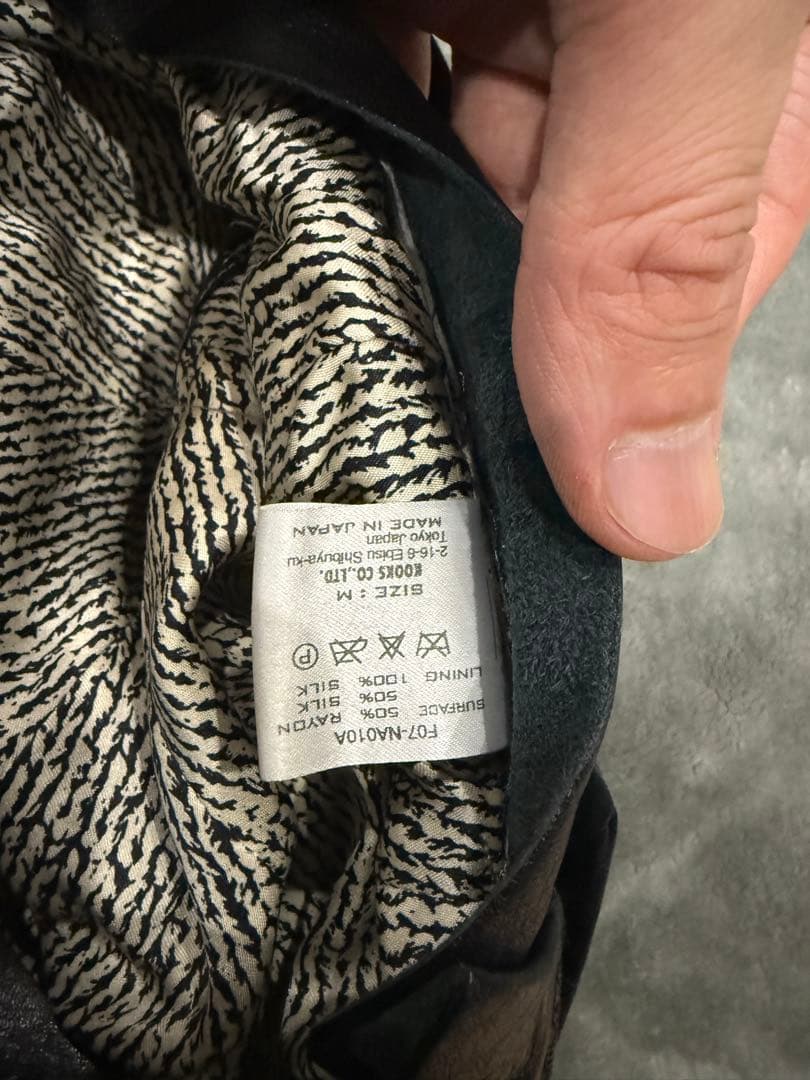 F07-NA010A
SURFACE 50% RAYON
50% SILK
LINING 100% SILK
P
SIZE : M
KOOKS CO.,LTD.
2-16-6 Ebisu Shibuya-ku
Tokyo Japan
MADE IN JAPAN